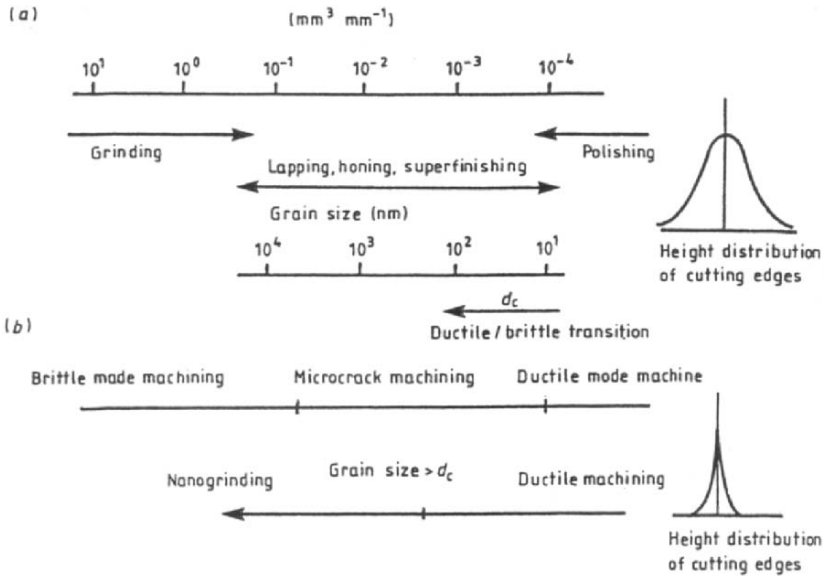 (a)
(mm³ mm⁻¹)
10¹ 10⁰ 10⁻¹ 10⁻² 10⁻³ 10⁻⁴
Grinding
Polishing
Lapping, honing, superfinishing
Grain size (nm)
10⁴ 10³ 10² 10¹
Height distribution
of cutting edges
d꜀
Ductile/brittle transition
(b)
Brittle mode machining Microcrack machining Ductile mode machine
Nanogrinding Grain size > d꜀ Ductile machining
Height distribution
of cutting edges